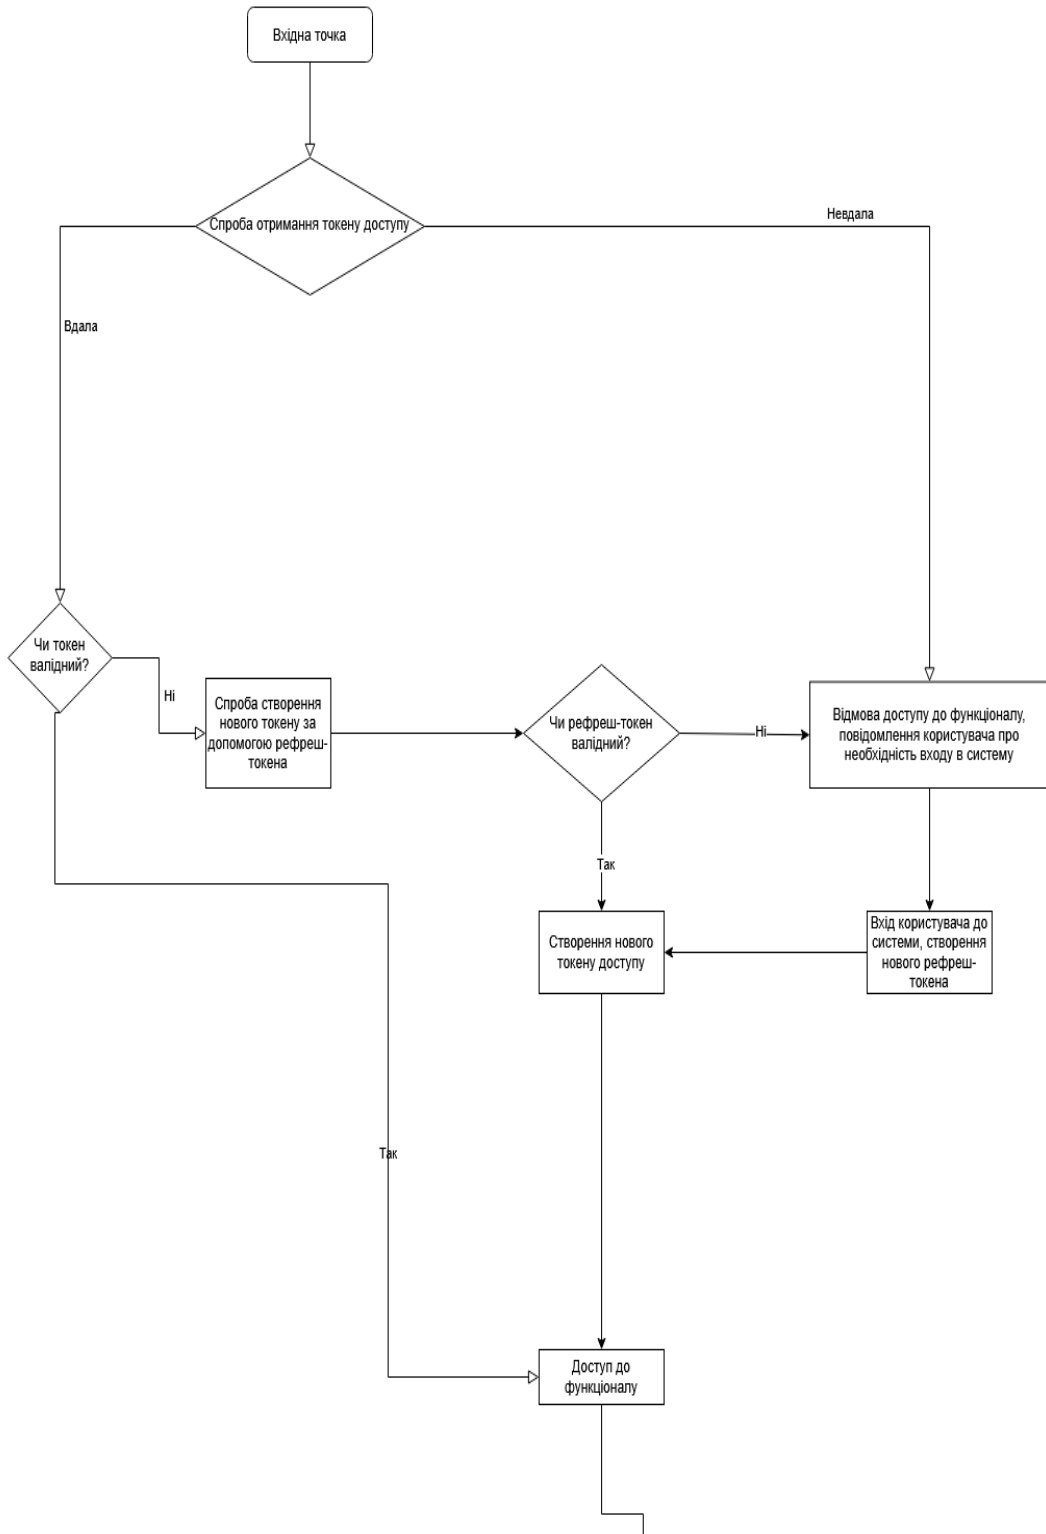 Вхідна точка
Спроба отримання токену доступу
Невдала
Вдала
Чи токен
валідний?
Ні
Спроба створення
нового токену за
допомогою рефреш-
токена
Чи рефреш-токен
валідний?
Ні
Відмова доступу до функціоналу,
повідомлення користувача про
необхідність входу в систему
Так
Створення нового
токену доступу
Вхід користувача до
системи, створення
нового рефреш-
токена
Так
Доступ до
функціоналу